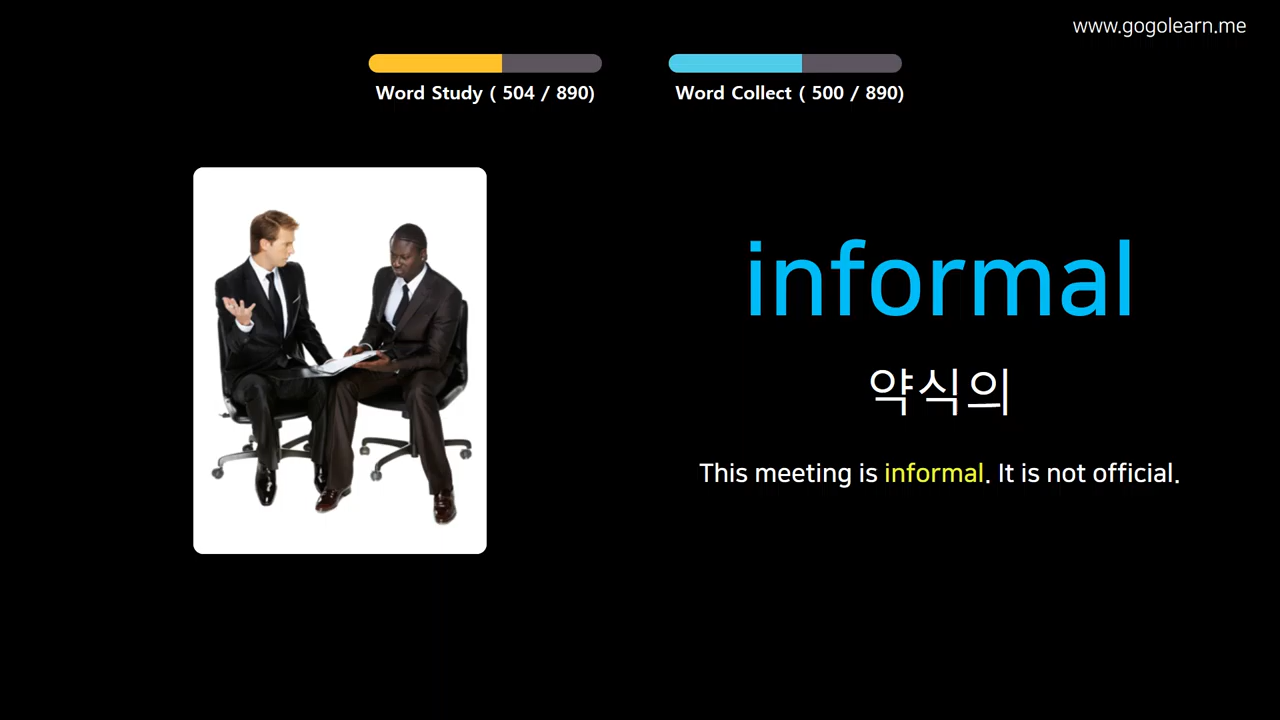 www.gogolearn.me
Word Study ( 504 / 890)
Word Collect ( 500 / 890)
informal
약식의
This meeting is informal. It is not official.